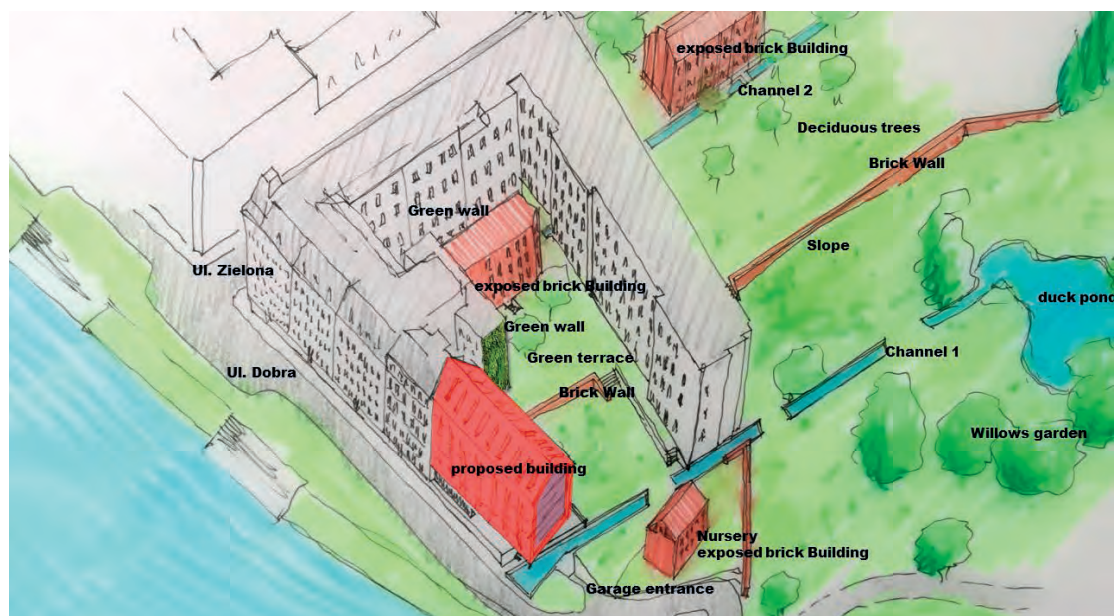 exposed brick Building
Channel 2
Deciduous trees
Brick Wall
Green wall
Slope
Ul. Zielona
exposed brick Building
duck pond
Green wall
Green terrace
Channel 1
Ul. Dobra
Brick Wall
Willows garden
proposed building
Nursery
exposed brick Building
Garage entrance